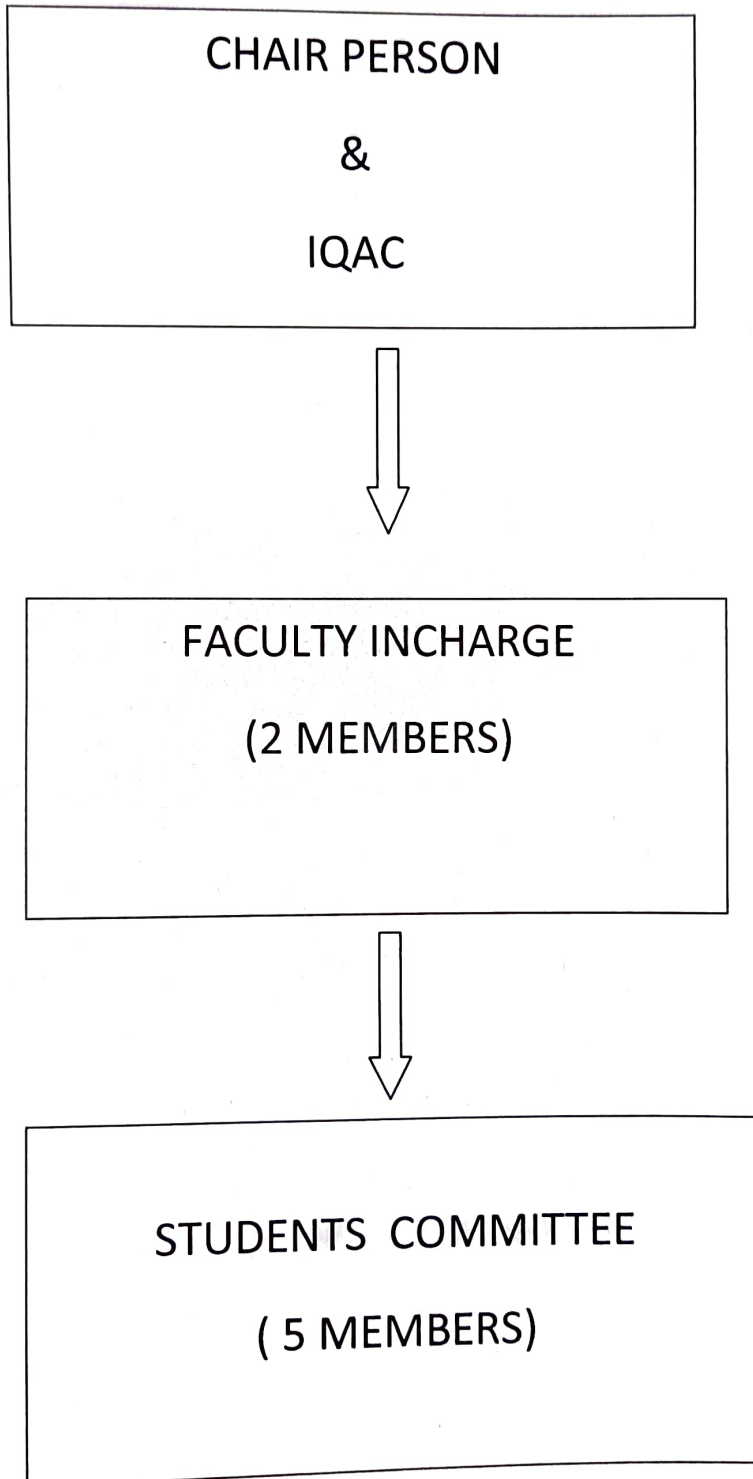 CHAIR PERSON
&
IQAC
FACULTY INCHARGE
(2 MEMBERS)
STUDENTS COMMITTEE
( 5 MEMBERS)